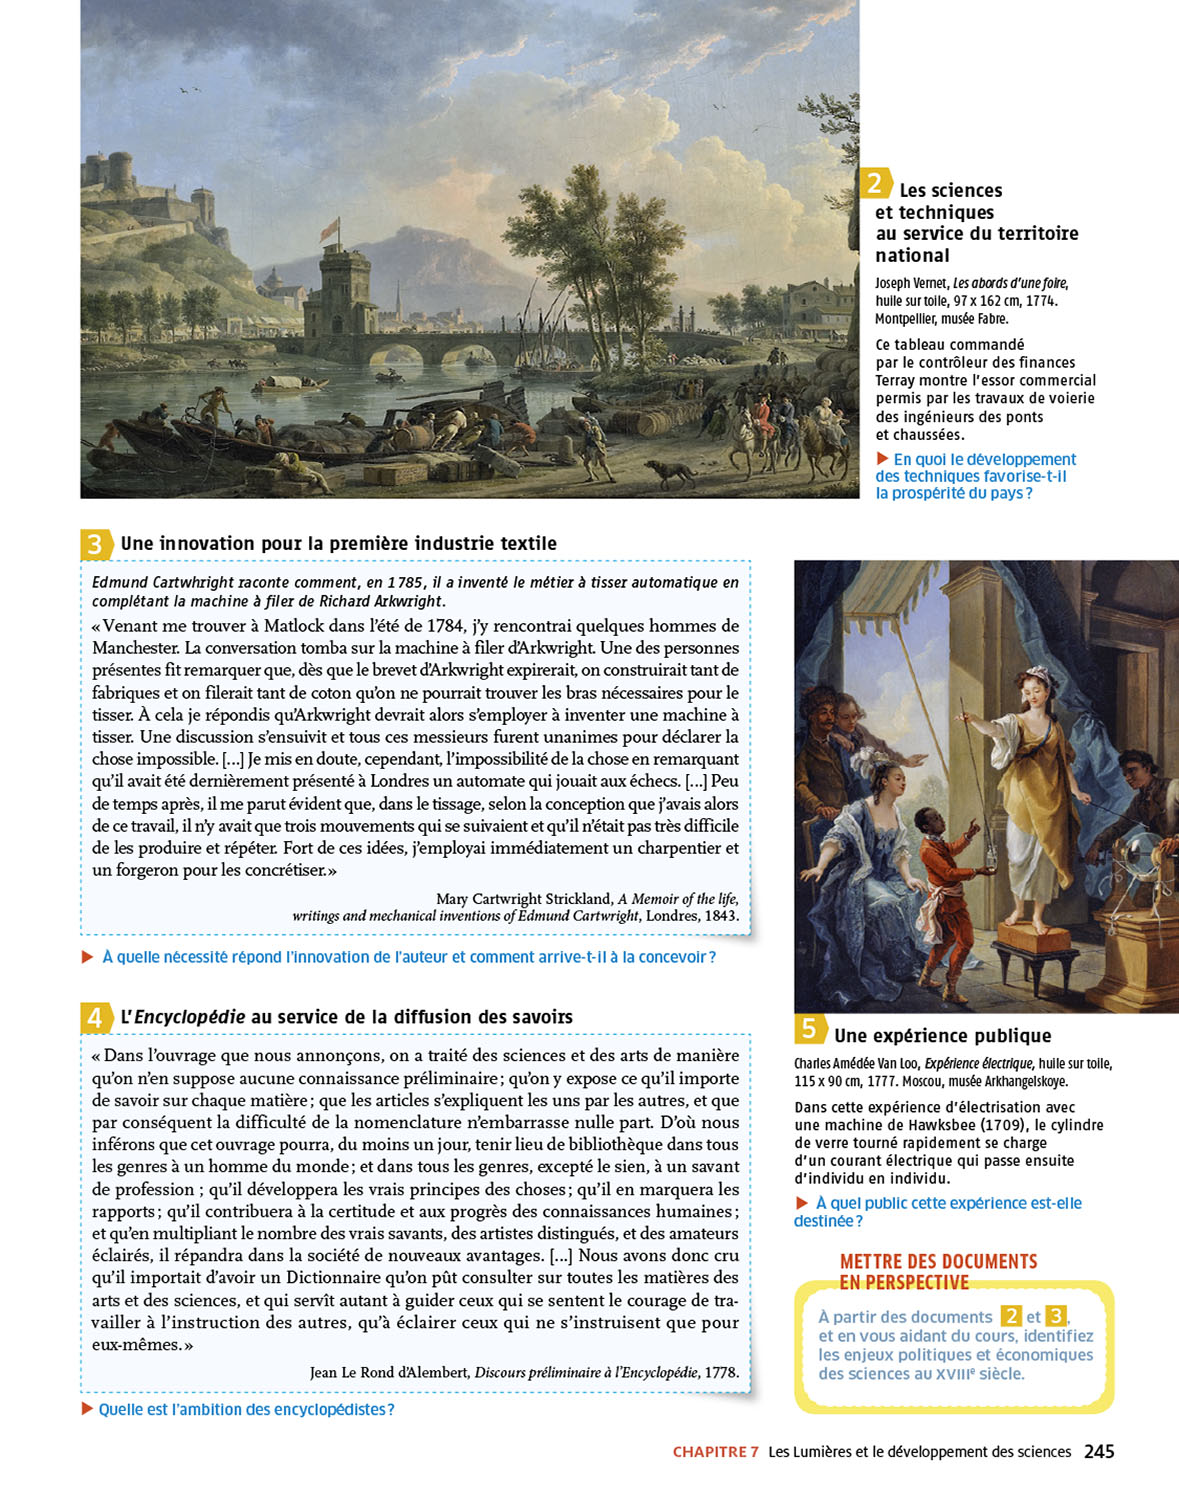 2 Les sciences
et techniques
au service du territoire
national
Joseph Vernet, Les abords d'une foire,
huile sur toile, 97 x 162 cm, 1774.
Montpellier, musée Fabre.
Ce tableau commandé
par le contrôleur des finances
Terray montre l'essor commercial
permis par les travaux de voierie
des ingénieurs des ponts
et chaussées.
▶ En quoi le développement
des techniques favorise-t-il
la prospérité du pays ?
3 Une innovation pour la première industrie textile
Edmund Cartwhright raconte comment, en 1785, il a inventé le métier à tisser automatique en
complétant la machine à filer de Richard Arkwright.
« Venant me trouver à Matlock dans l'été de 1784, j'y rencontrai quelques hommes de
Manchester. La conversation tomba sur la machine à filer d'Arkwright. Une des personnes
présentes fit remarquer que, dès que le brevet d'Arkwright expirerait, on construirait tant de
fabriques et on filerait tant de coton qu'on ne pourrait trouver les bras nécessaires pour le
tisser. À cela je répondis qu'Arkwright devrait alors s'employer à inventer une machine à
tisser. Une discussion s'ensuivit et tous ces messieurs furent unanimes pour déclarer la
chose impossible. [...] Je mis en doute, cependant, l'impossibilité de la chose en remarquant
qu'il avait été dernièrement présenté à Londres un automate qui jouait aux échecs. [...] Peu
de temps après, il me parut évident que, dans le tissage, selon la conception que j'avais alors
de ce travail, il n'y avait que trois mouvements qui se suivaient et qu'il n'était pas très difficile
de les produire et répéter. Fort de ces idées, j'employai immédiatement un charpentier et
un forgeron pour les concrétiser. »
Mary Cartwright Strickland, A Memoir of the life,
writings and mechanical inventions of Edmund Cartwright, Londres, 1843.
▶ À quelle nécessité répond l'innovation de l'auteur et comment arrive-t-il à la concevoir ?
4 L'Encyclopédie au service de la diffusion des savoirs
« Dans l'ouvrage que nous annonçons, on a traité des sciences et des arts de manière
qu'on n'en suppose aucune connaissance préliminaire ; qu'on y expose ce qu'il importe
de savoir sur chaque matière ; que les articles s'expliquent les uns par les autres, et que
par conséquent la difficulté de la nomenclature n'embarrasse nulle part. D'où nous
inférons que cet ouvrage pourra, du moins un jour, tenir lieu de bibliothèque dans tous
les genres à un homme du monde ; et dans tous les genres, excepté le sien, à un savant
de profession ; qu'il développera les vrais principes des choses ; qu'il en marquera les
rapports ; qu'il contribuera à la certitude et aux progrès des connaissances humaines ;
et qu'en multipliant le nombre des vrais savants, des artistes distingués, et des amateurs
éclairés, il répandra dans la société de nouveaux avantages. [...] Nous avons donc cru
qu'il importait d'avoir un Dictionnaire qu'on pût consulter sur toutes les matières des
arts et des sciences, et qui servît autant à guider ceux qui se sentent le courage de tra-
vailler à l'instruction des autres, qu'à éclairer ceux qui ne s'instruisent que pour
eux-mêmes. »
Jean Le Rond d'Alembert, Discours préliminaire à l'Encyclopédie, 1778.
▶ Quelle est l'ambition des encyclopédistes ?
5 Une expérience publique
Charles Amédée Van Loo, Expérience électrique, huile sur toile,
115 x 90 cm, 1777. Moscou, musée Arkhangelskoye.
Dans cette expérience d'électrisation avec
une machine de Hawksbee (1709), le cylindre
de verre tourné rapidement se charge
d'un courant électrique qui passe ensuite
d'individu en individu.
▶ À quel public cette expérience est-elle
destinée ?
METTRE DES DOCUMENTS
EN PERSPECTIVE
À partir des documents 2 et 3,
et en vous aidant du cours, identifiez
les enjeux politiques et économiques
des sciences au XVIIIe siècle.
CHAPITRE 7 Les Lumières et le développement des sciences 245